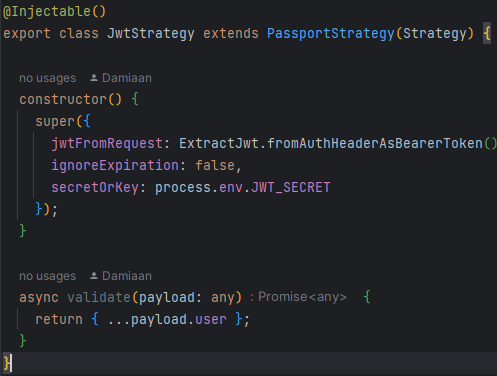 @Injectable()
export class JwtStrategy extends PassportStrategy(Strategy) {
no usages Damiaan
constructor() {
super({
jwtFromRequest: ExtractJwt.fromAuthHeaderAsBearerToken()
ignoreExpiration: false,
secretOrKey: process.env.JWT_SECRET
});
}
no usages Damiaan
async validate(payload: any) : Promise<any> {
return { ...payload.user };
}
}